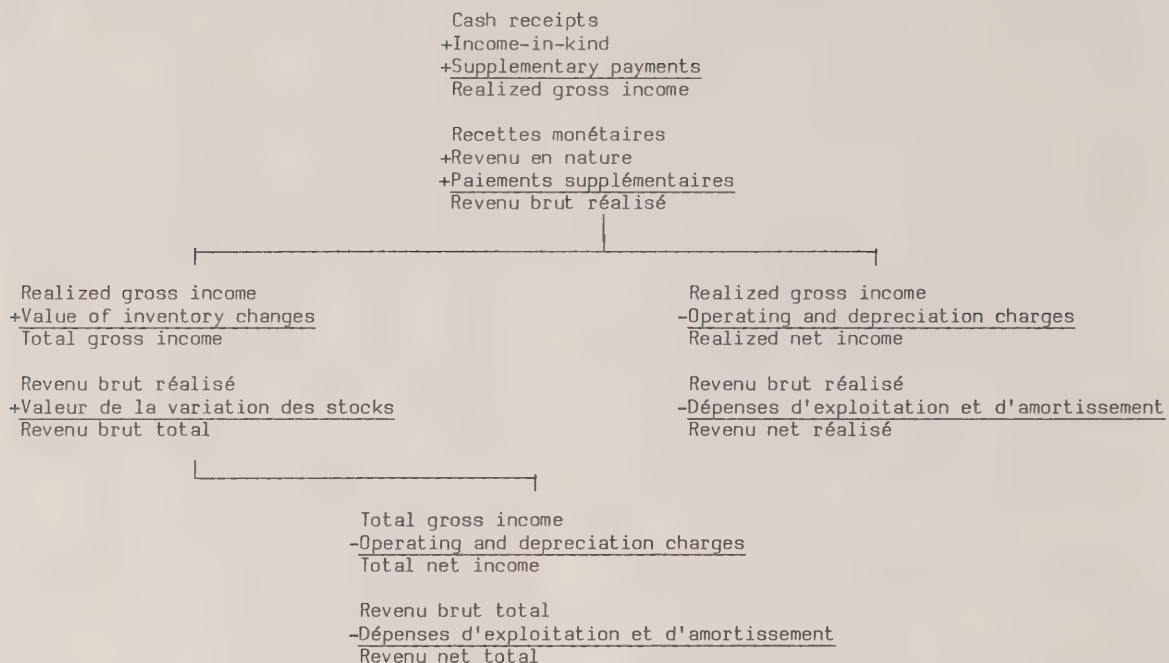 Cash receipts
+Income-in-kind
+Supplementary payments
Realized gross income
Recettes monétaires
+Revenu en nature
+Paiements supplémentaires
Revenu brut réalisé
Realized gross income
+Value of inventory changes
Total gross income
Revenu brut réalisé
+Valeur de la variation des stocks
Revenu brut total
Realized gross income
-Operating and depreciation charges
Realized net income
Revenu brut réalisé
-Dépenses d'exploitation et d'amortissement
Revenu net réalisé
Total gross income
-Operating and depreciation charges
Total net income
Revenu brut total
-Dépenses d'exploitation et d'amortissement
Revenu net total